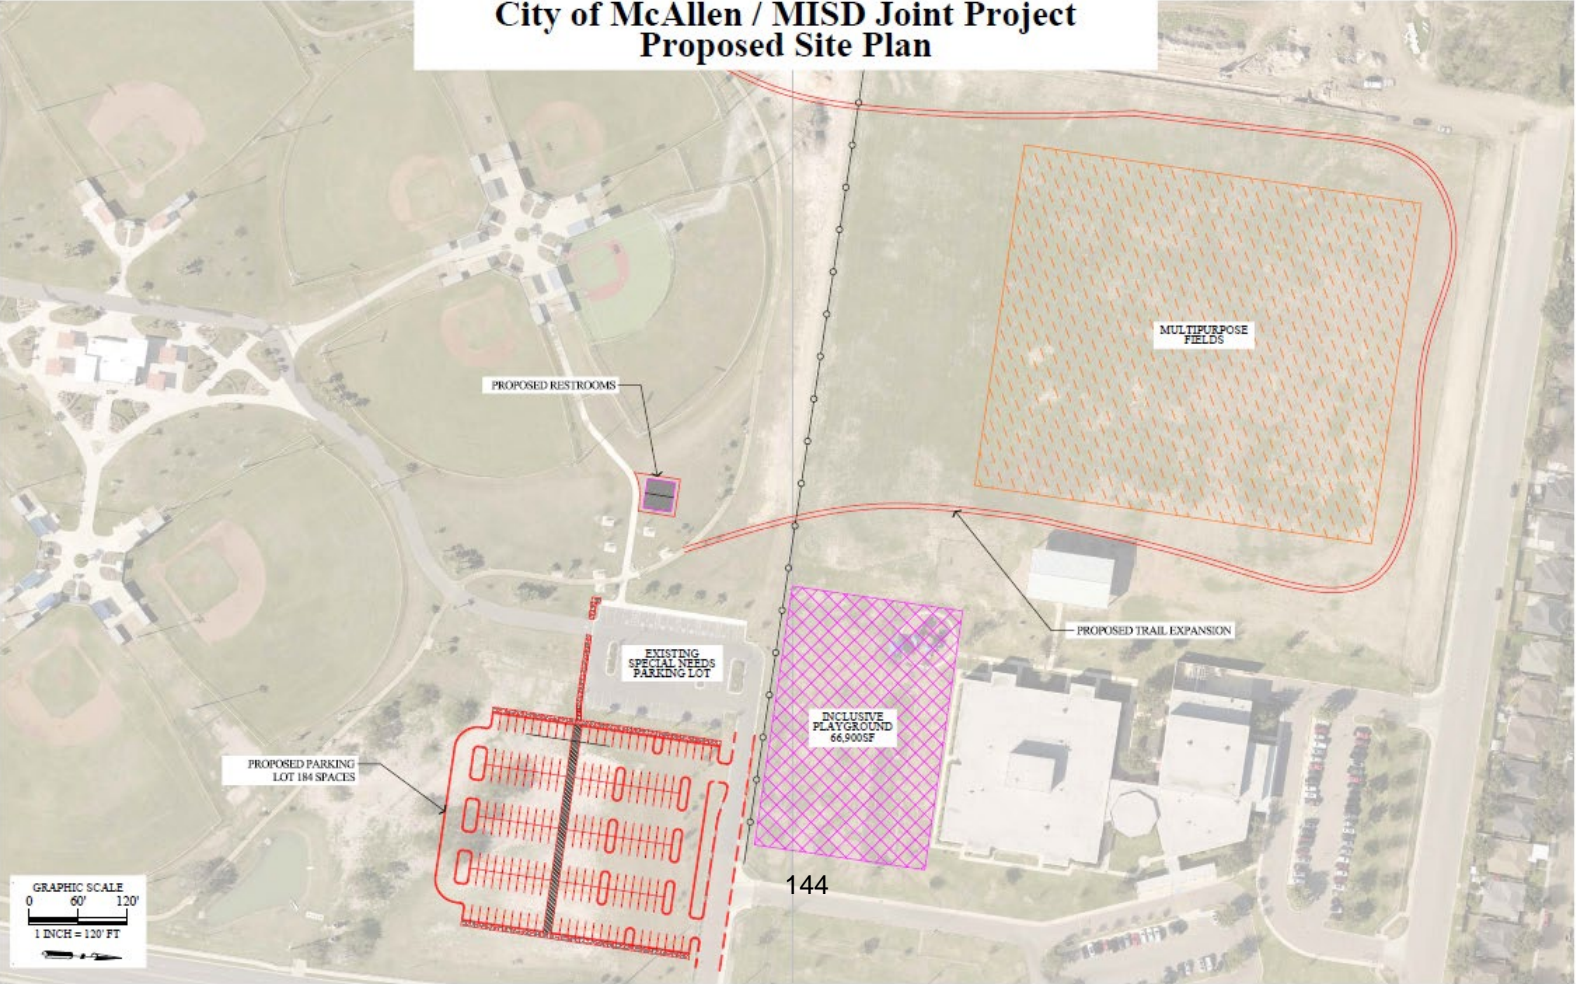 City of McAllen / MISD Joint Project
Proposed Site Plan
MULTIPURPOSE
FIELDS
PROPOSED RESTROOMS
PROPOSED TRAIL EXPANSION
EXISTING
SPECIAL NEEDS
PARKING LOT
INCLUSIVE
PLAYGROUND
66,900SF
PROPOSED PARKING
LOT 184 SPACES
144
GRAPHIC SCALE
0 60' 120'
1 INCH = 120' FT